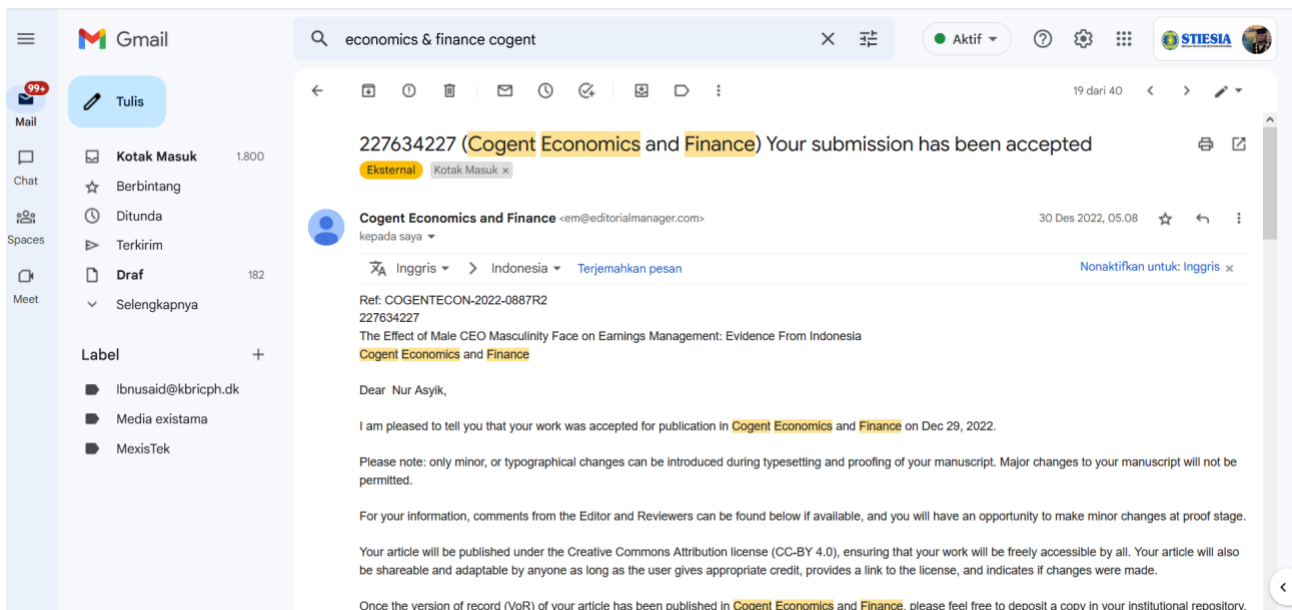 Gmail
economics & finance cogent
Aktif
STIESIA
99+
Mail
Chat
Spaces
Meet
Tulis
Kotak Masuk 1.800
Berbintang
Ditunda
Terkirim
Draf 182
Selengkapnya
Label
Ibnusaid@kbricph.dk
Media existama
MexisTek
19 dari 40
227634227 (Cogent Economics and Finance) Your submission has been accepted
Eksternal Kotak Masuk ×
Cogent Economics and Finance <em@editorialmanager.com>
30 Des 2022, 05.08
kepada saya
Inggris > Indonesia Terjemahkan pesan
Nonaktifkan untuk: Inggris ×
Ref: COGENTECON-2022-0887R2
227634227
The Effect of Male CEO Masculinity Face on Earnings Management: Evidence From Indonesia
Cogent Economics and Finance
Dear Nur Asyik,
I am pleased to tell you that your work was accepted for publication in Cogent Economics and Finance on Dec 29, 2022.
Please note: only minor, or typographical changes can be introduced during typesetting and proofing of your manuscript. Major changes to your manuscript will not be
permitted.
For your information, comments from the Editor and Reviewers can be found below if available, and you will have an opportunity to make minor changes at proof stage.
Your article will be published under the Creative Commons Attribution license (CC-BY 4.0), ensuring that your work will be freely accessible by all. Your article will also
be shareable and adaptable by anyone as long as the user gives appropriate credit, provides a link to the license, and indicates if changes were made.
Once the version of record (VoR) of your article has been published in Cogent Economics and Finance, please feel free to deposit a copy in your institutional repository.